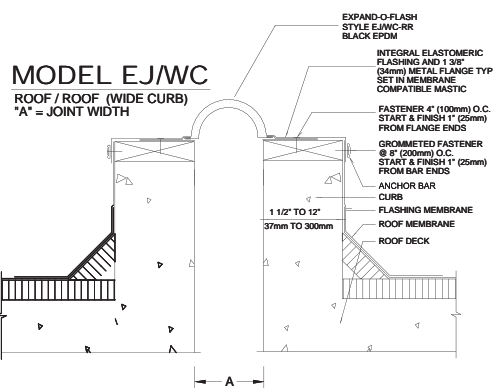 EXPAND-O-FLASH
STYLE EJ/WC-RR
BLACK EPDM
INTEGRAL ELASTOMERIC
FLASHING AND 1 3/8"
(34mm) METAL FLANGE TYP
SET IN MEMBRANE
COMPATIBLE MASTIC
MODEL EJ/WC
ROOF / ROOF (WIDE CURB)
"A" = JOINT WIDTH
FASTENER 4" (100mm) O.C.
START & FINISH 1" (25mm)
FROM FLANGE ENDS
GROMMETED FASTENER
@ 8" (200mm) O.C.
START & FINISH 1" (25mm)
FROM BAR ENDS
ANCHOR BAR
CURB
1 1/2" TO 12"
37mm TO 300mm
FLASHING MEMBRANE
ROOF MEMBRANE
ROOF DECK
A